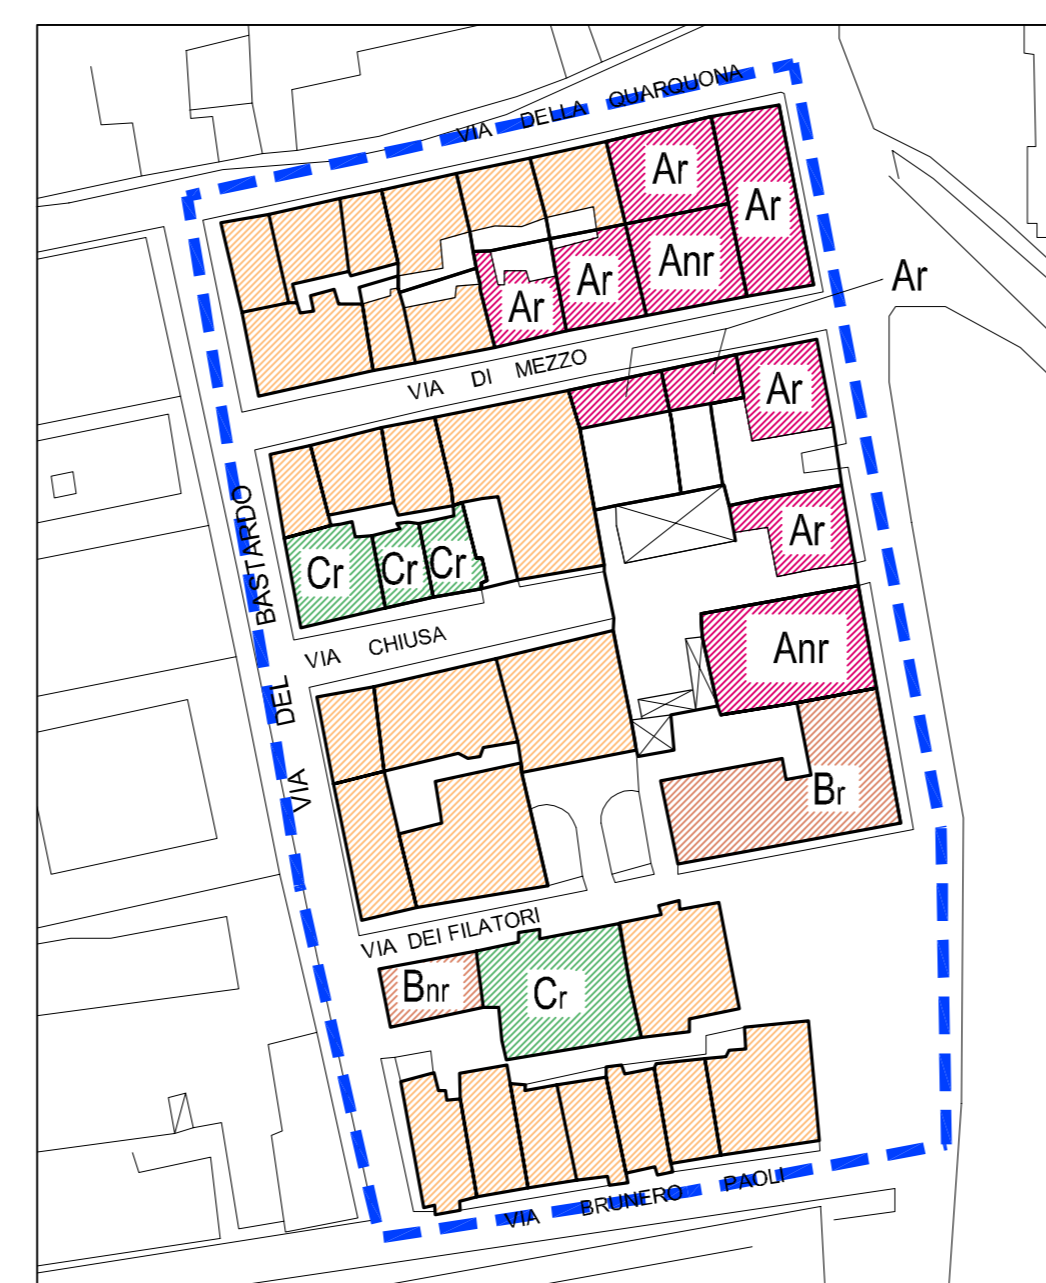 VIA DELLA QUARQUONA
Ar
Ar
Anr
Ar
Ar
Ar
VIA DI MEZZO
Ar
Ar
Cr
Cr
Cr
VIA CHIUSA
Anr
VIA DEL BASTARDO
Br
VIA DEI FILATORI
Bnr
Cr
VIA BRUNERO PAOLI